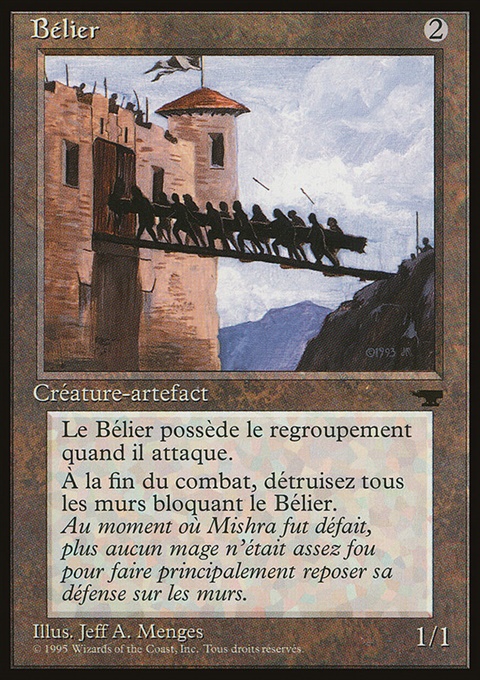 Bélier
2
©1993 JM
Créature-artefact
Le Bélier possède le regroupement
quand il attaque.
À la fin du combat, détruisez tous
les murs bloquant le Bélier.
Au moment où Mishra fut défait,
plus aucun mage n'était assez fou
pour faire principalement reposer sa
défense sur les murs.
Illus. Jeff A. Menges
1/1
© 1995 Wizards of the Coast, Inc. Tous droits réservés.